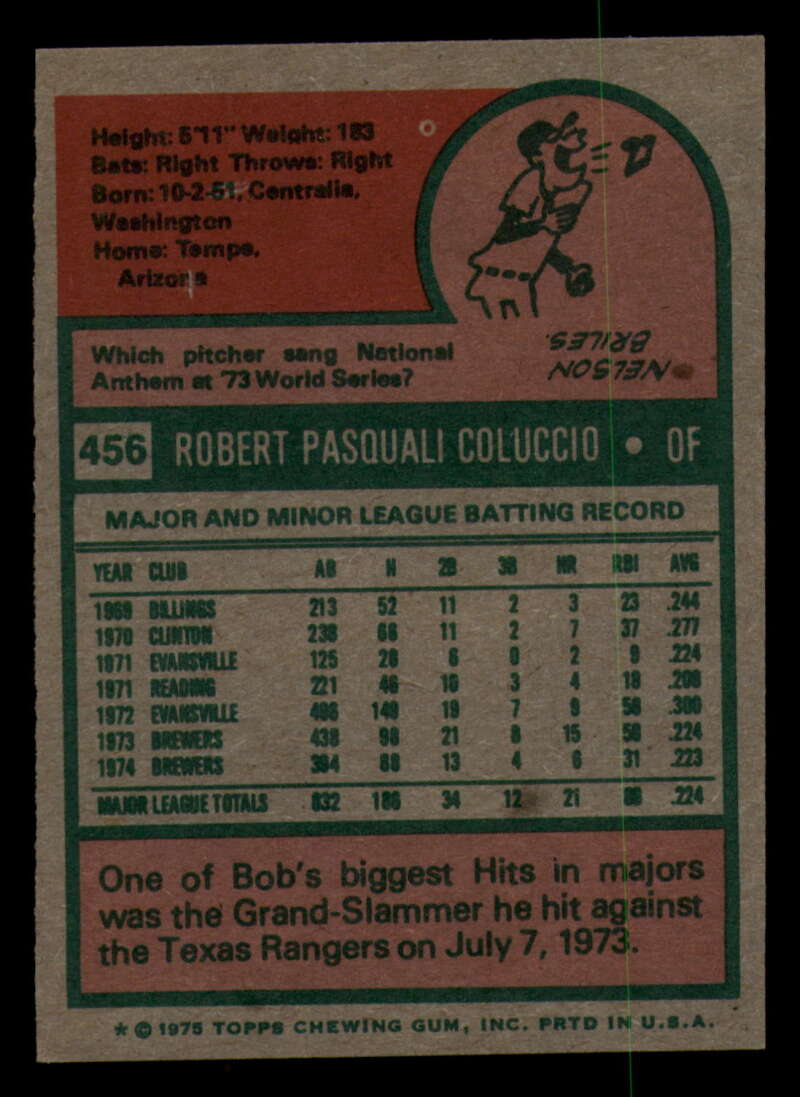 Height: 5'11" Weight: 183
Bats: Right Throws: Right
Born: 10-2-51, Centralia,
Washington
Home: Tempe,
Arizona
Which pitcher sang National
Anthem at '73 World Series?
NELSON
BRILES.
456 ROBERT PASQUALI COLUCCIO • OF
MAJOR AND MINOR LEAGUE BATTING RECORD
YEAR CLUB AB H 2B 3B HR RBI AVG
1969 BILLINGS 213 52 11 2 3 23 .244
1970 CLINTON 238 66 11 2 7 37 .277
1971 EVANSVILLE 125 28 6 0 2 9 .224
1971 READING 221 46 10 3 4 19 .208
1972 EVANSVILLE 466 140 19 7 9 58 .300
1973 BREWERS 438 98 21 8 15 58 .224
1974 BREWERS 394 88 13 4 6 31 .223
MAJOR LEAGUE TOTALS 832 186 34 12 21 89 .224
One of Bob's biggest Hits in majors
was the Grand-Slammer he hit against
the Texas Rangers on July 7, 1973.
* © 1975 TOPPS CHEWING GUM, INC. PRTD IN U.S.A.